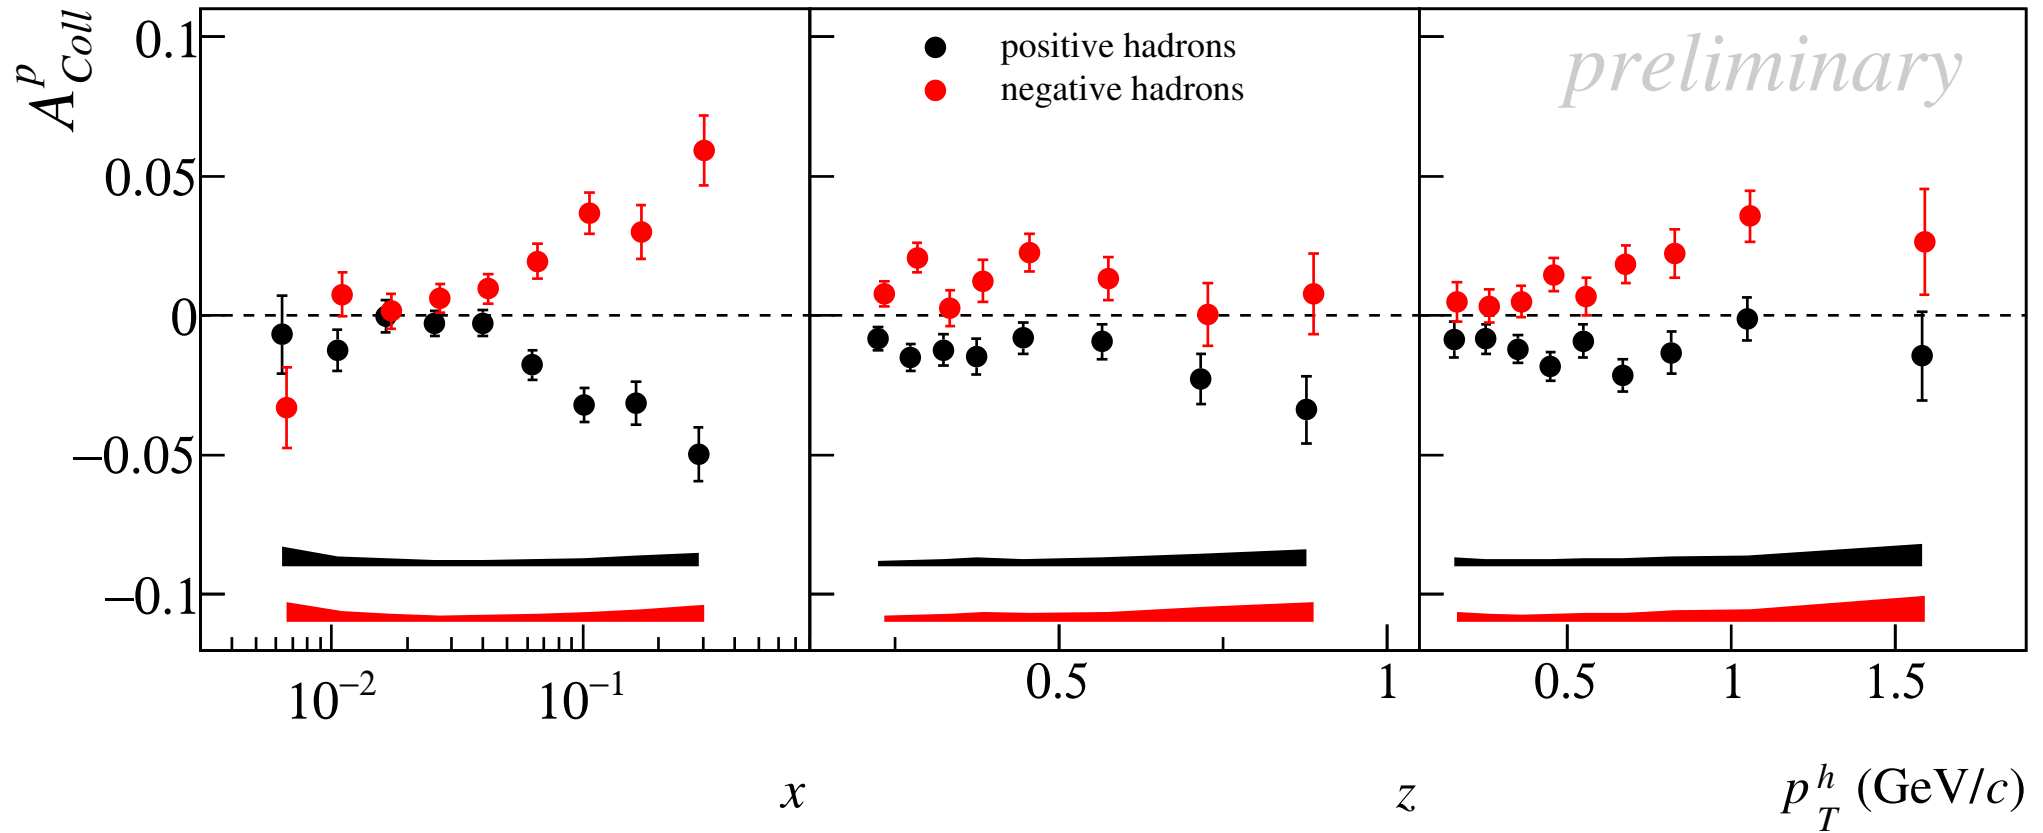 A^p_Coll
0.1
0.05
0
−0.05
−0.1
positive hadrons
negative hadrons
preliminary
10⁻² 10⁻¹
0.5 1
0.5 1 1.5
x
z
p_T^h (GeV/c)